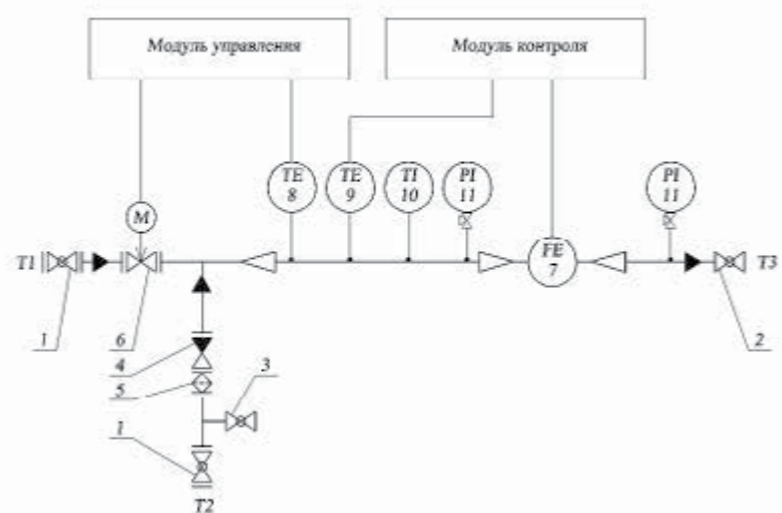 Модуль управления
Модуль контроля
TE
8
TE
9
TI
10
PI
11
PI
11
M
T1
FE
7
T3
1
6
2
4
5
3
1
T2